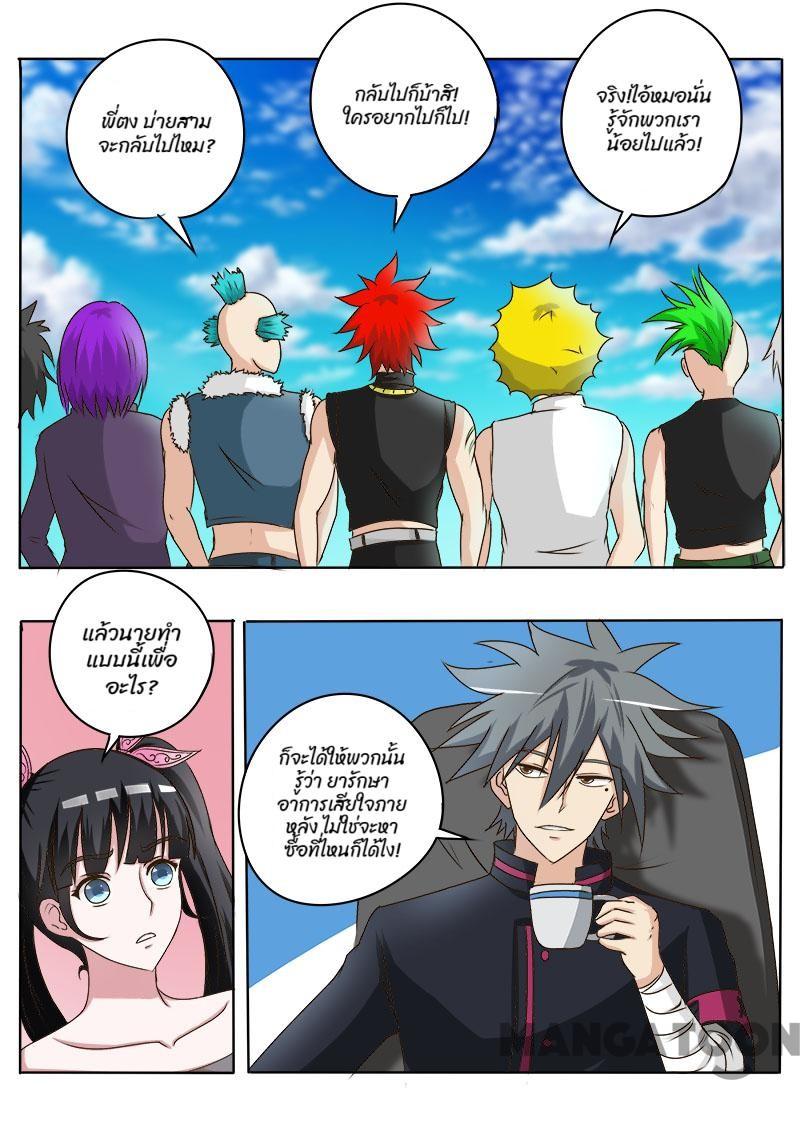 พี่ตง บ่ายสาม
จะกลับไปไหม?
กลับไปก็บ้าสิ!
ใครอยากไปก็ไป!
จริง!ไอ้หมอนั่น
รู้จักพวกเรา
น้อยไปแล้ว!
แล้วนายทำ
แบบนี้เพื่อ
อะไร?
ก็จะได้ให้พวกนั้น
รู้ว่า ยารักษา
อาการเสียใจภาย
หลัง ไม่ใช่จะหา
ซื้อที่ไหนก็ได้ไง!
MANGATOON